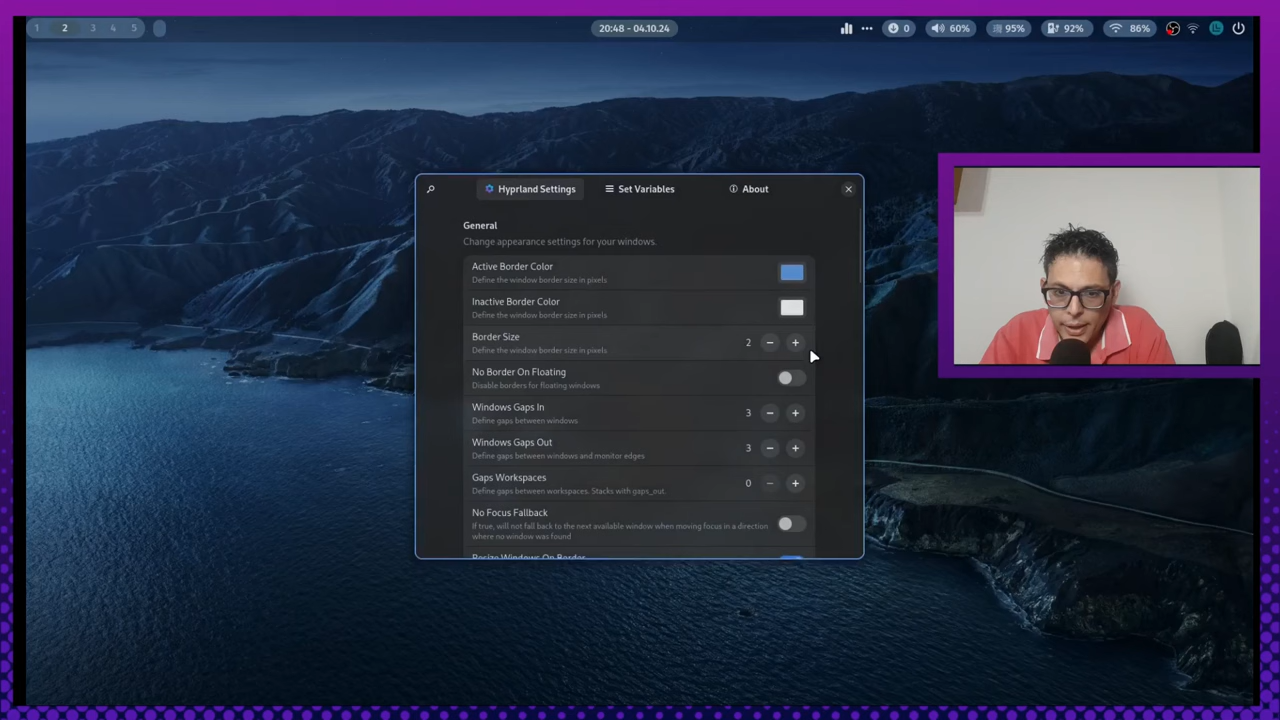 1 2 3 4 5
20:48 - 04.10.24
0 60% 95% 92% 86%
Hyprland Settings Set Variables About
General
Change appearance settings for your windows.
Active Border Color
Define the window border size in pixels.
Inactive Border Color
Define the window border size in pixels.
Border Size
Define the window border size in pixels.
2
No Border On Floating
Disable borders for floating windows
Windows Gaps In
Define gaps between windows.
3
Windows Gaps Out
Define gaps between windows and monitor edges
3
Gaps Workspaces
Define gaps between workspaces. Stacks with gaps_out.
0
No Focus Fallback
If true, will not fall back to the next available window when moving focus in a direction
where no window was found
Resize Windows On Border